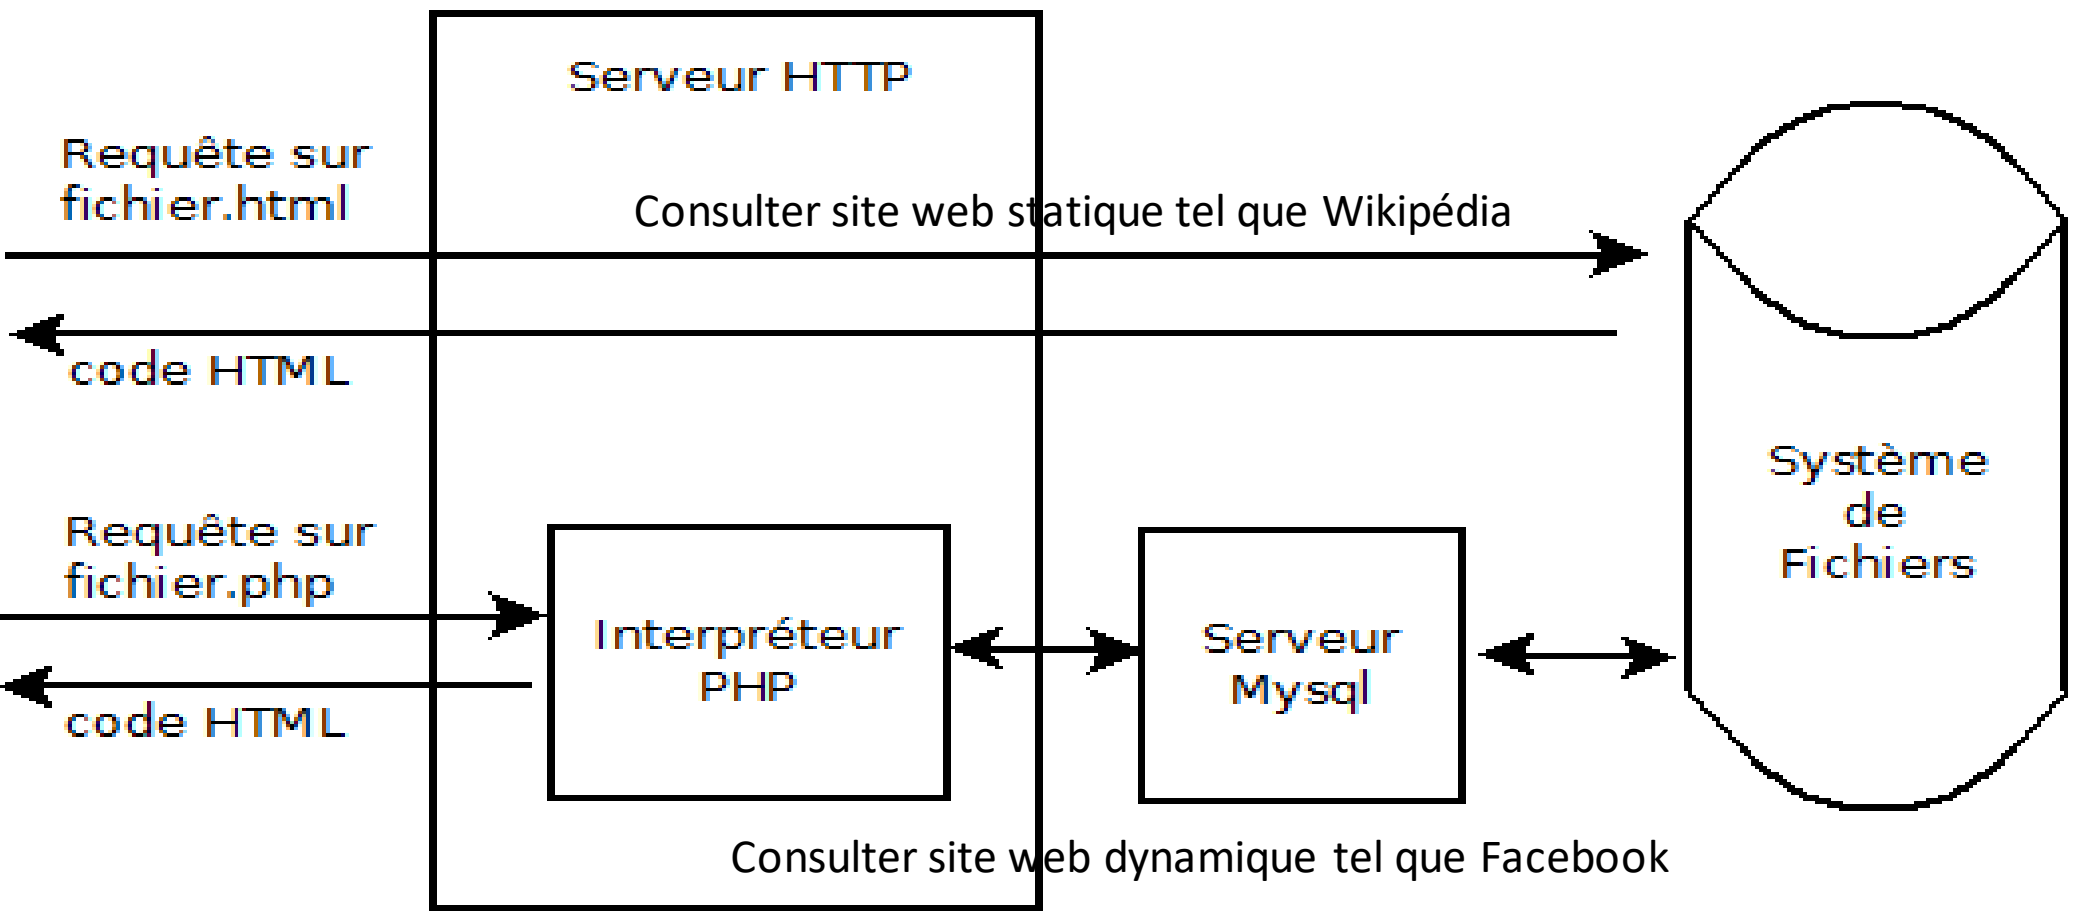 Serveur HTTP
Requête sur
fichier.html
Consulter site web statique tel que Wikipédia
code HTML
Système
de
Fichiers
Requête sur
fichier.php
Interpréteur
PHP
Serveur
Mysql
code HTML
Consulter site web dynamique tel que Facebook